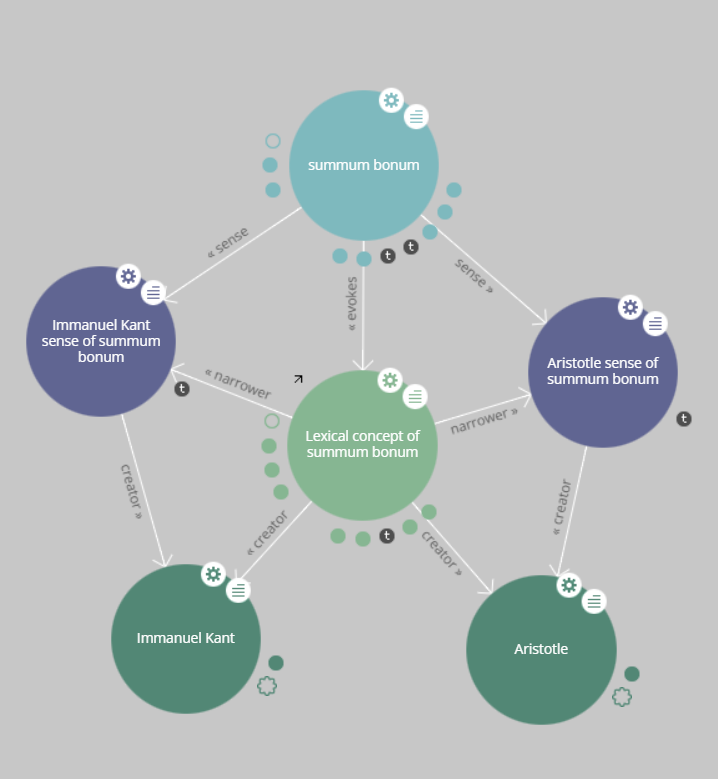 summum bonum
« sense
« evokes
sense »
Immanuel Kant
sense of summum
bonum
Aristotle sense of
summum bonum
« narrower
Lexical concept of
summum bonum
narrower »
creator »
« creator
creator »
« creator
Immanuel Kant
Aristotle
t
t
t
t
t